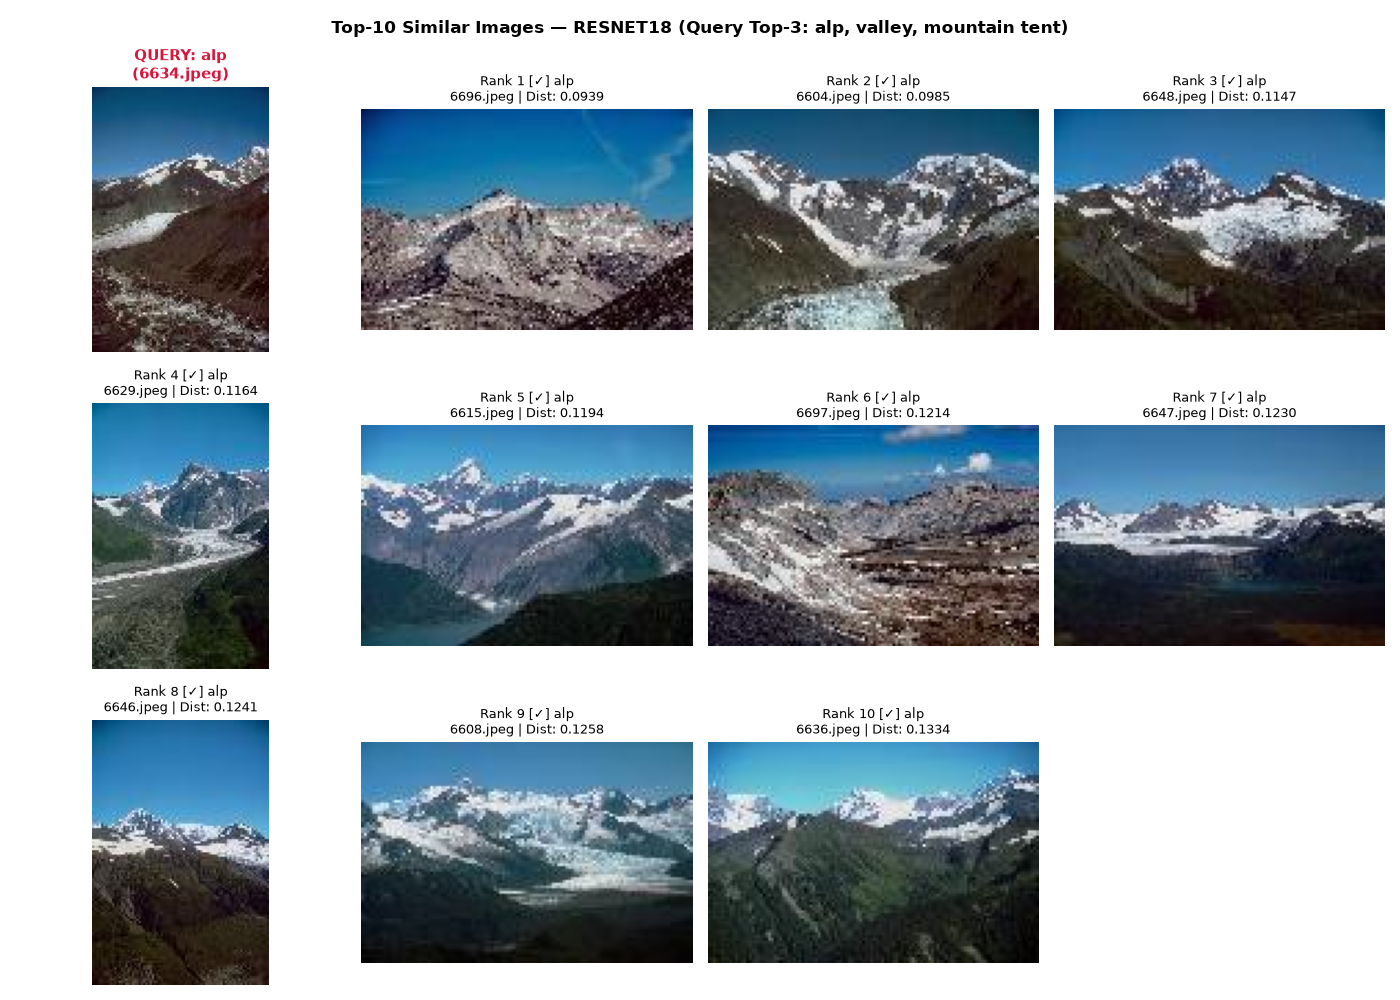 Top-10 Similar Images — RESNET18 (Query Top-3: alp, valley, mountain tent)
QUERY: alp
(6634.jpeg)
Rank 1 [✓] alp
6696.jpeg | Dist: 0.0939
Rank 2 [✓] alp
6604.jpeg | Dist: 0.0985
Rank 3 [✓] alp
6648.jpeg | Dist: 0.1147
Rank 4 [✓] alp
6629.jpeg | Dist: 0.1164
Rank 5 [✓] alp
6615.jpeg | Dist: 0.1194
Rank 6 [✓] alp
6697.jpeg | Dist: 0.1214
Rank 7 [✓] alp
6647.jpeg | Dist: 0.1230
Rank 8 [✓] alp
6646.jpeg | Dist: 0.1241
Rank 9 [✓] alp
6608.jpeg | Dist: 0.1258
Rank 10 [✓] alp
6636.jpeg | Dist: 0.1334